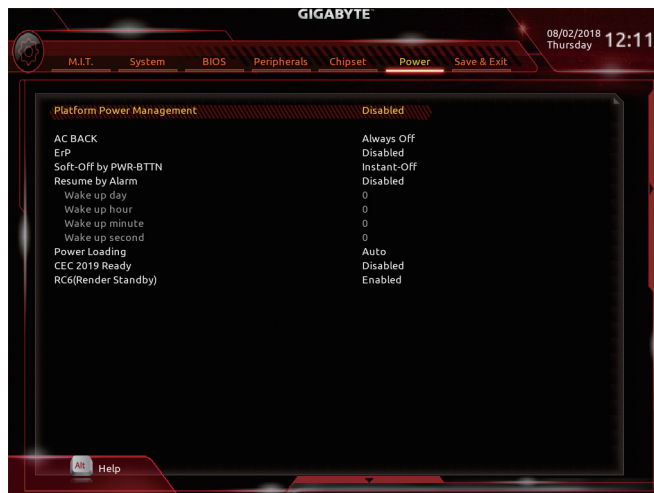 GIGABYTE
08/02/2018 12:11
Thursday
M.I.T. System BIOS Peripherals Chipset Power Save & Exit
Platform Power Management Disabled
AC BACK Always Off
ErP Disabled
Soft-Off by PWR-BTTN Instant-Off
Resume by Alarm Disabled
Wake up day 0
Wake up hour 0
Wake up minute 0
Wake up second 0
Power Loading Auto
CEC 2019 Ready Disabled
RC6(Render Standby) Enabled
Alt Help